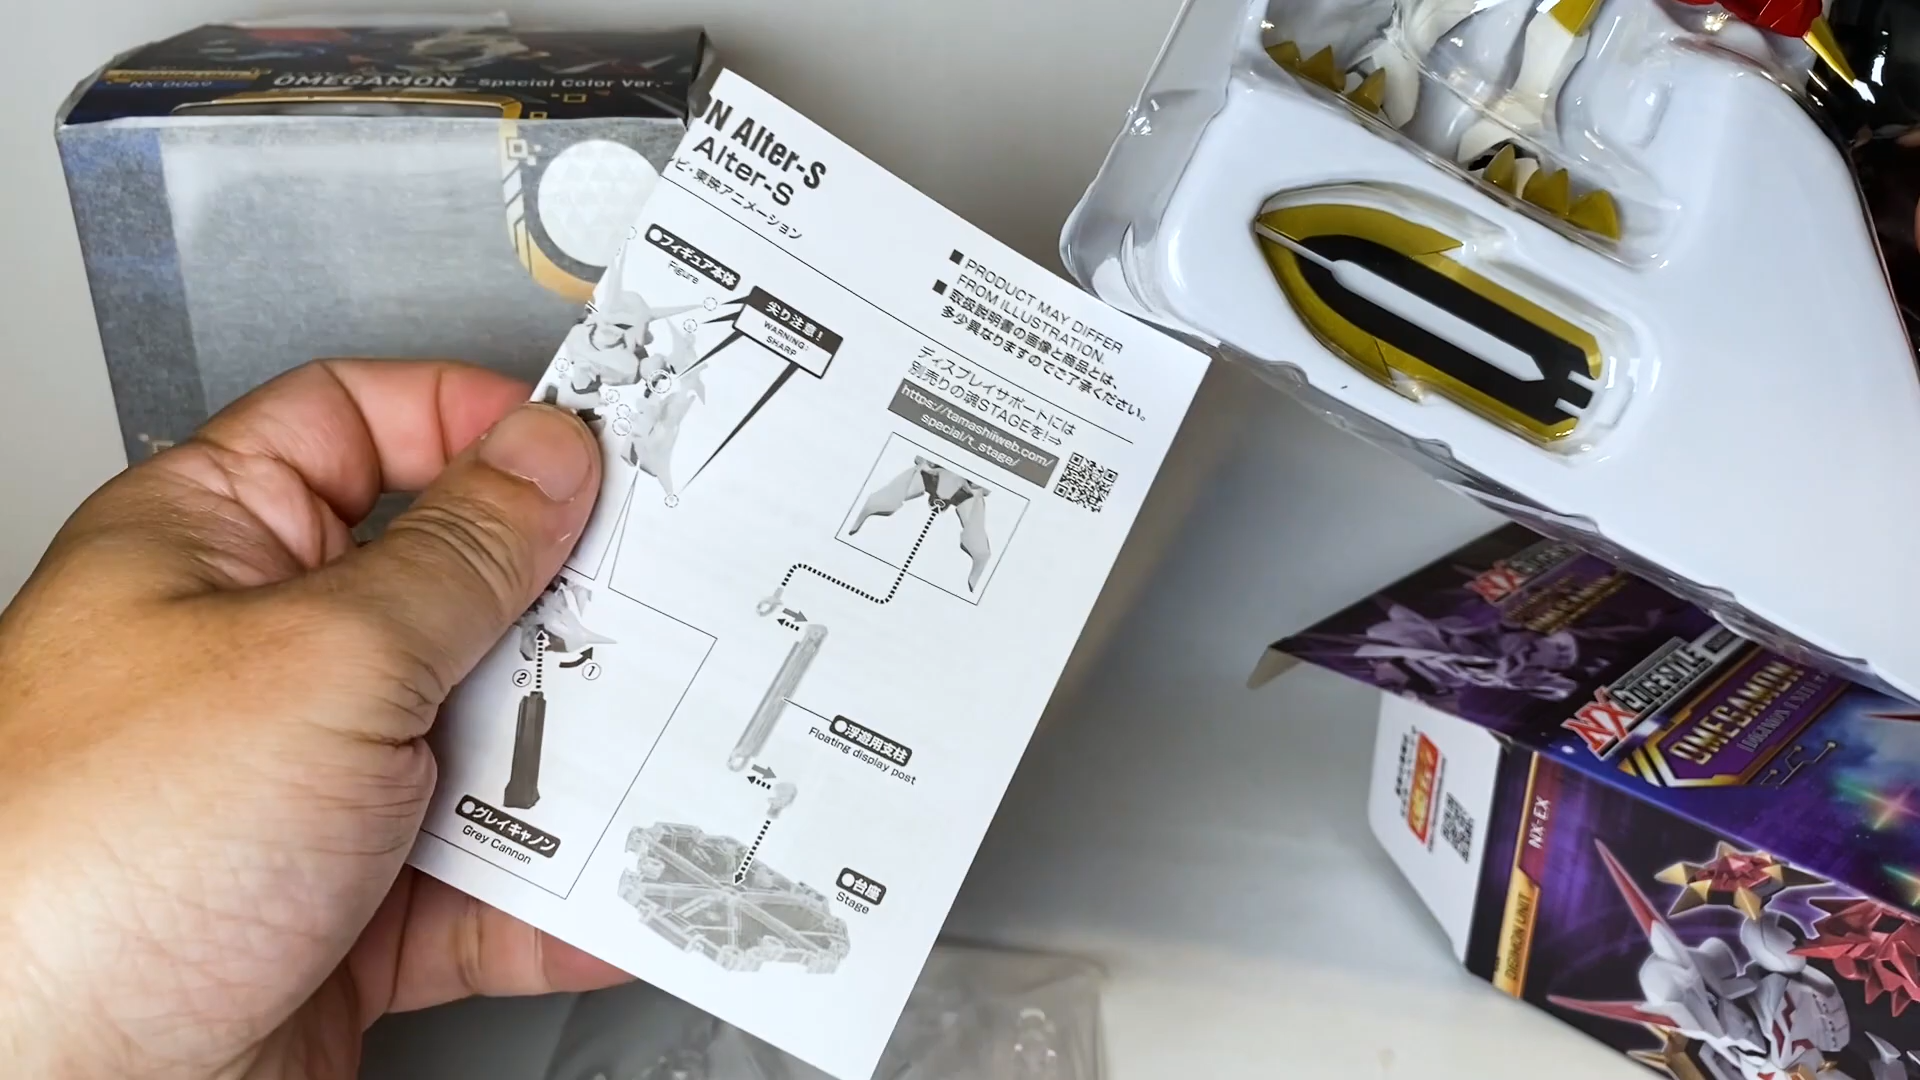 OMEGAMON -Special Color Ver.-
NX-0069
ON Alter-S
Alter-S
ビ・東映アニメーション
●フィギュア本体
Figure
尖り注意!
WARNING:
SHARP
■ PRODUCT MAY DIFFER
FROM ILLUSTRATION.
■ 取扱説明書の画像と商品とは、
多少異なりますのでご了承ください。
ディスプレイサポートには
別売りの魂STAGEを!⇒
https://tamashiiweb.com/
special/t_stage/
①
②
●グレイキャノン
Grey Cannon
●浮遊用支柱
Floating display post
●台座
Stage
NX
NXEDGE STYLE
OMEGAMON
NX-EX
DIGIMON UNIT